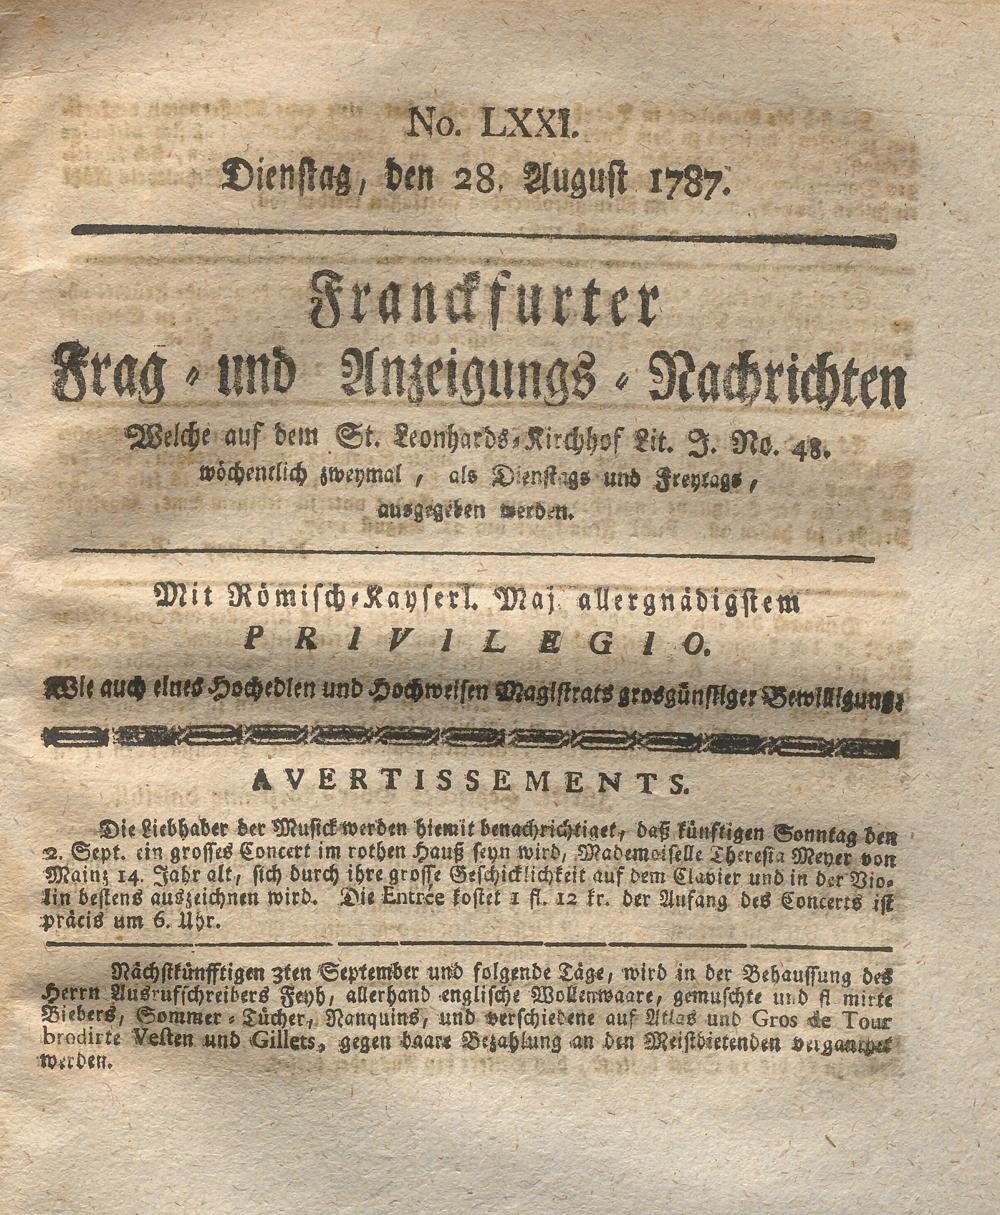 No. LXXI.
Dienstag, den 28. August 1787.
Franckfurter
Frag- und Anzeigungs-Nachrichten
Welche auf dem St. Leonhards-Kirchhof Lit. J. No. 48.
wöchentlich zweymal, als Dienstags und Freytags,
ausgegeben werden.
Mit Römisch-Kayserl. Maj. allergnädigstem
PRIVILEGIO.
Wie auch eines Hochedlen und Hochweisen Magistrats grosgünstiger Bewilligung.
AVERTISSEMENTS.
Die Liebhaber der Musick werden hiemit benachrichtiget, daß künftigen Sonntag den
2. Sept. ein grosses Concert im rothen Hauß seyn wird, Mademoiselle Theresia Meyer von
Mainz 14. Jahr alt, sich durch ihre grosse Geschicklichkeit auf dem Clavier und in der Vio-
lin bestens auszeichnen wird. Die Entrée kostet 1 fl. 12 kr. der Anfang des Concerts ist
präcis um 6. Uhr.
Nächstkünfftigen 3ten September und folgende Täge, wird in der Behaussung des
Herrn Ausrufschreibers Feyh, allerhand englische Wollenwaare, gemuschte und fl mirte
Biebers, Sommer-Tücher, Nanquins, und verschiedene auf Atlas und Gros de Tour
brodirte Vesten und Gillets, gegen baare Bezahlung an den Meistbietenden verganthet
werden.